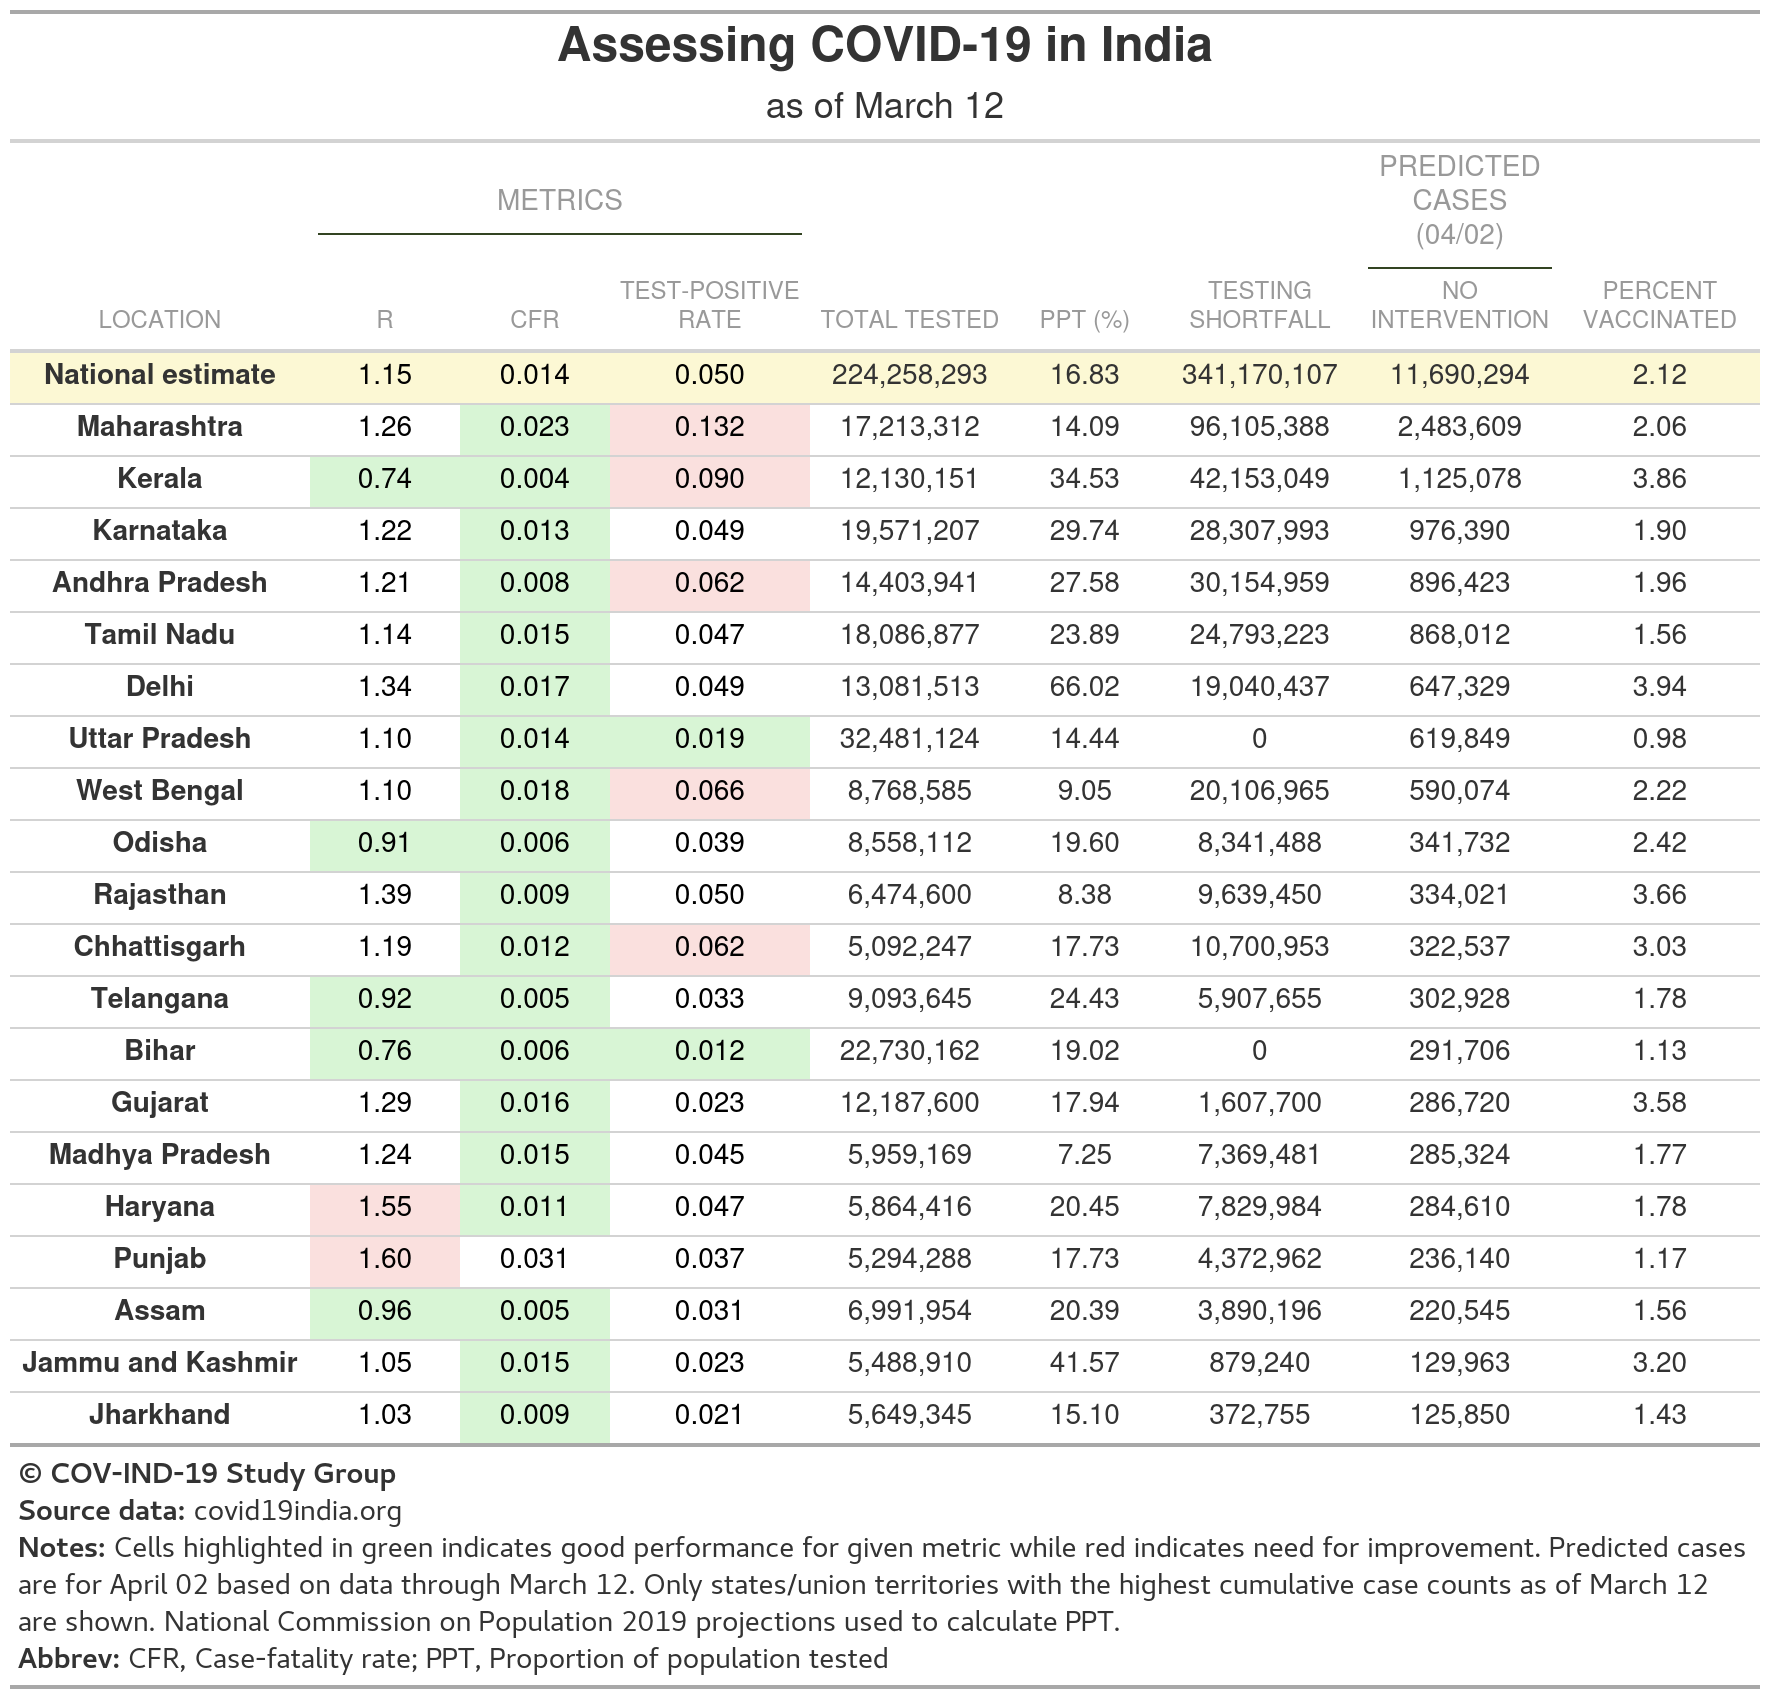 Assessing COVID-19 in India
as of March 12
METRICS
PREDICTED
CASES
(04/02)
LOCATION R CFR TEST-POSITIVE RATE TOTAL TESTED PPT (%) TESTING SHORTFALL NO INTERVENTION PERCENT VACCINATED
National estimate 1.15 0.014 0.050 224,258,293 16.83 341,170,107 11,690,294 2.12
Maharashtra 1.26 0.023 0.132 17,213,312 14.09 96,105,388 2,483,609 2.06
Kerala 0.74 0.004 0.090 12,130,151 34.53 42,153,049 1,125,078 3.86
Karnataka 1.22 0.013 0.049 19,571,207 29.74 28,307,993 976,390 1.90
Andhra Pradesh 1.21 0.008 0.062 14,403,941 27.58 30,154,959 896,423 1.96
Tamil Nadu 1.14 0.015 0.047 18,086,877 23.89 24,793,223 868,012 1.56
Delhi 1.34 0.017 0.049 13,081,513 66.02 19,040,437 647,329 3.94
Uttar Pradesh 1.10 0.014 0.019 32,481,124 14.44 0 619,849 0.98
West Bengal 1.10 0.018 0.066 8,768,585 9.05 20,106,965 590,074 2.22
Odisha 0.91 0.006 0.039 8,558,112 19.60 8,341,488 341,732 2.42
Rajasthan 1.39 0.009 0.050 6,474,600 8.38 9,639,450 334,021 3.66
Chhattisgarh 1.19 0.012 0.062 5,092,247 17.73 10,700,953 322,537 3.03
Telangana 0.92 0.005 0.033 9,093,645 24.43 5,907,655 302,928 1.78
Bihar 0.76 0.006 0.012 22,730,162 19.02 0 291,706 1.13
Gujarat 1.29 0.016 0.023 12,187,600 17.94 1,607,700 286,720 3.58
Madhya Pradesh 1.24 0.015 0.045 5,959,169 7.25 7,369,481 285,324 1.77
Haryana 1.55 0.011 0.047 5,864,416 20.45 7,829,984 284,610 1.78
Punjab 1.60 0.031 0.037 5,294,288 17.73 4,372,962 236,140 1.17
Assam 0.96 0.005 0.031 6,991,954 20.39 3,890,196 220,545 1.56
Jammu and Kashmir 1.05 0.015 0.023 5,488,910 41.57 879,240 129,963 3.20
Jharkhand 1.03 0.009 0.021 5,649,345 15.10 372,755 125,850 1.43
© COV-IND-19 Study Group
Source data: covid19india.org
Notes: Cells highlighted in green indicates good performance for given metric while red indicates need for improvement. Predicted cases
are for April 02 based on data through March 12. Only states/union territories with the highest cumulative case counts as of March 12
are shown. National Commission on Population 2019 projections used to calculate PPT.
Abbrev: CFR, Case-fatality rate; PPT, Proportion of population tested